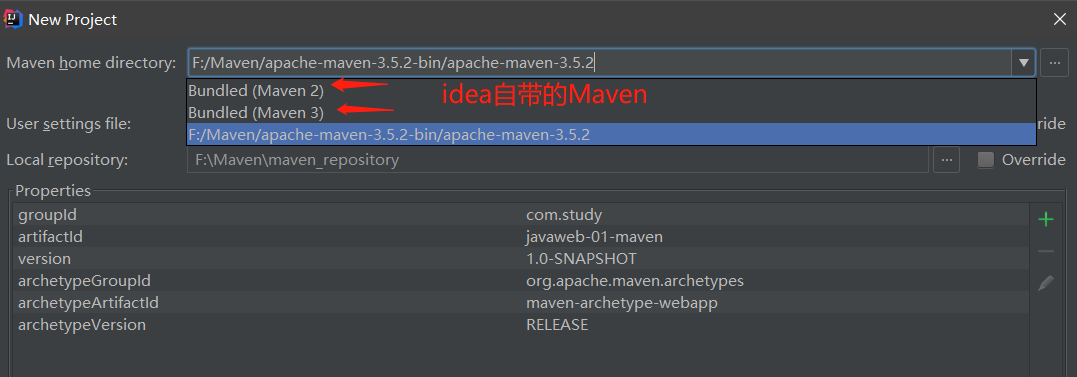 New Project
Maven home directory: F:/Maven/apache-maven-3.5.2-bin/apache-maven-3.5.2
Bundled (Maven 2)
Bundled (Maven 3)
idea自带的Maven
F:/Maven/apache-maven-3.5.2-bin/apache-maven-3.5.2
User settings file: ride
Local repository: F:\Maven\maven_repository ... Override
Properties
groupId com.study
artifactId javaweb-01-maven
version 1.0-SNAPSHOT
archetypeGroupId org.apache.maven.archetypes
archetypeArtifactId maven-archetype-webapp
archetypeVersion RELEASE